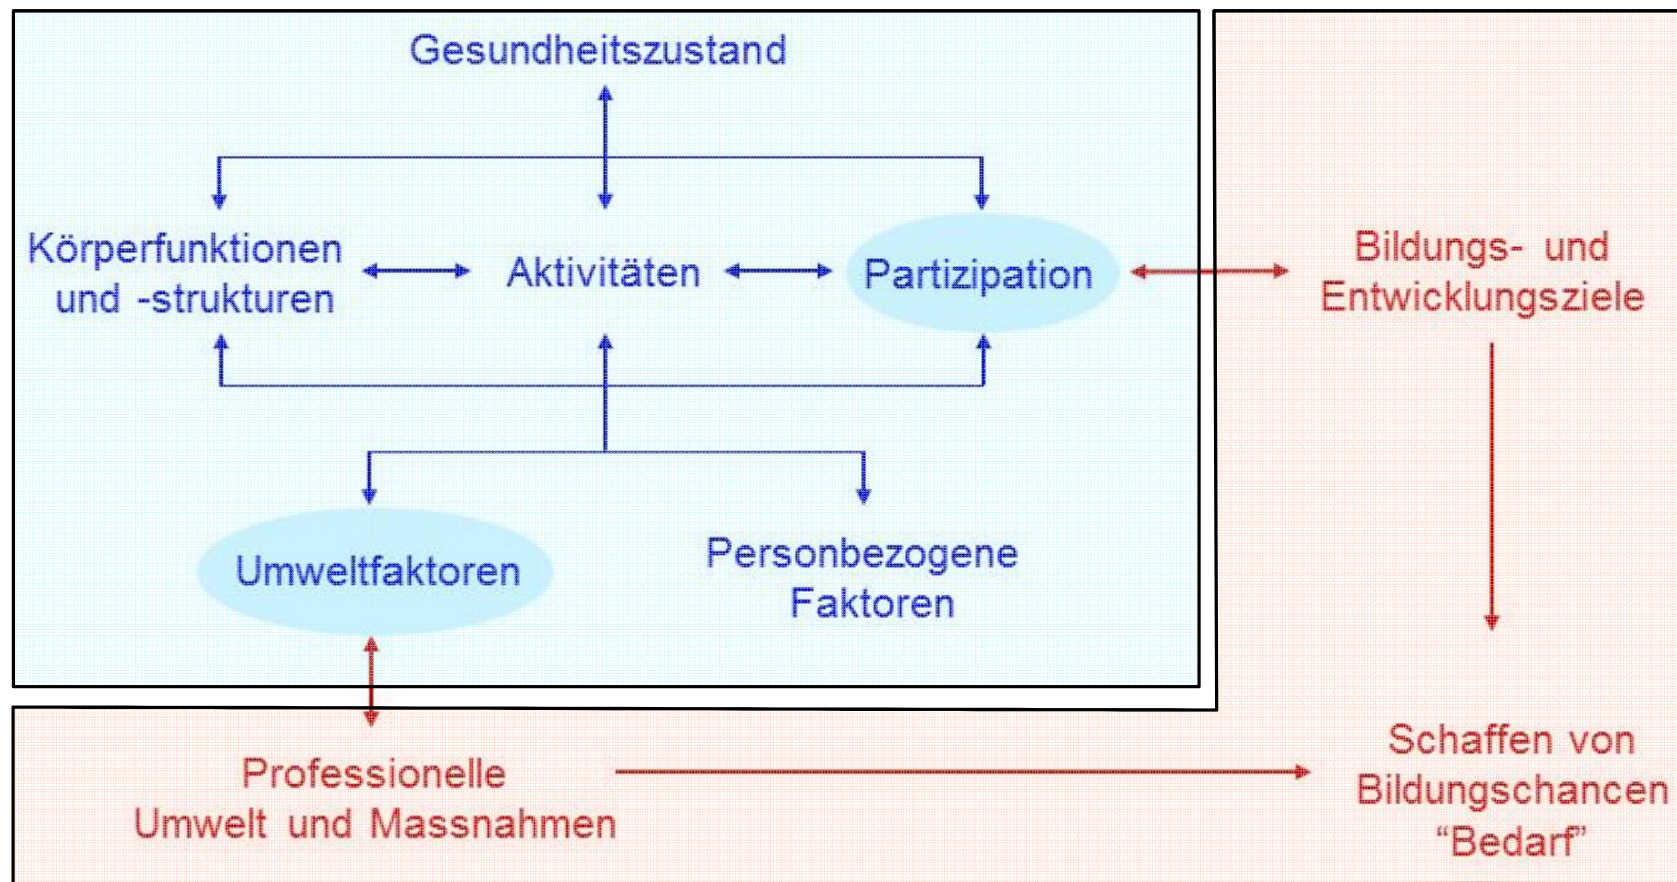 Gesundheitszustand
Körperfunktionen
und -strukturen
Aktivitäten
Partizipation
Bildungs- und
Entwicklungsziele
Umweltfaktoren
Personbezogene
Faktoren
Professionelle
Umwelt und Massnahmen
Schaffen von
Bildungschancen
“Bedarf”